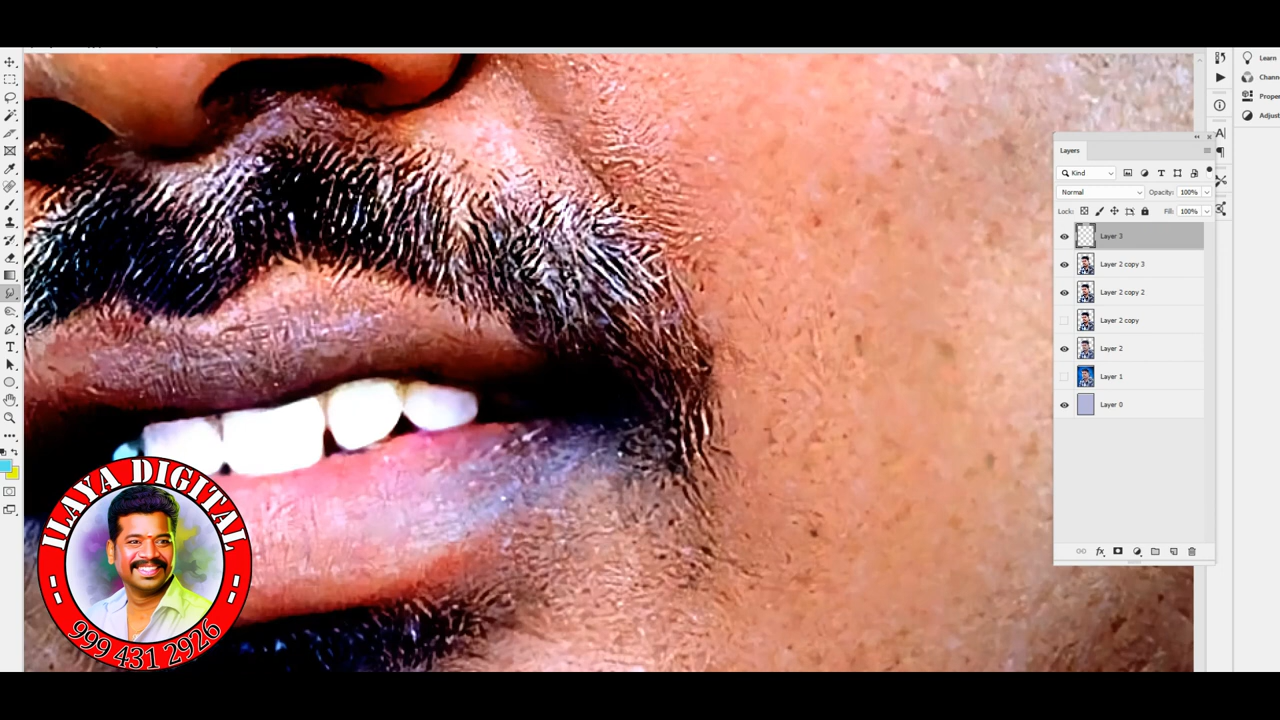 Learn
Chann
Proper
Adjust
Layers
Kind
Normal
Opacity: 100%
Lock:
Fill: 100%
Layer 3
Layer 2 copy 3
Layer 2 copy 2
Layer 2 copy
Layer 2
Layer 1
Layer 0
ILAYA DIGITAL
999 431 2926